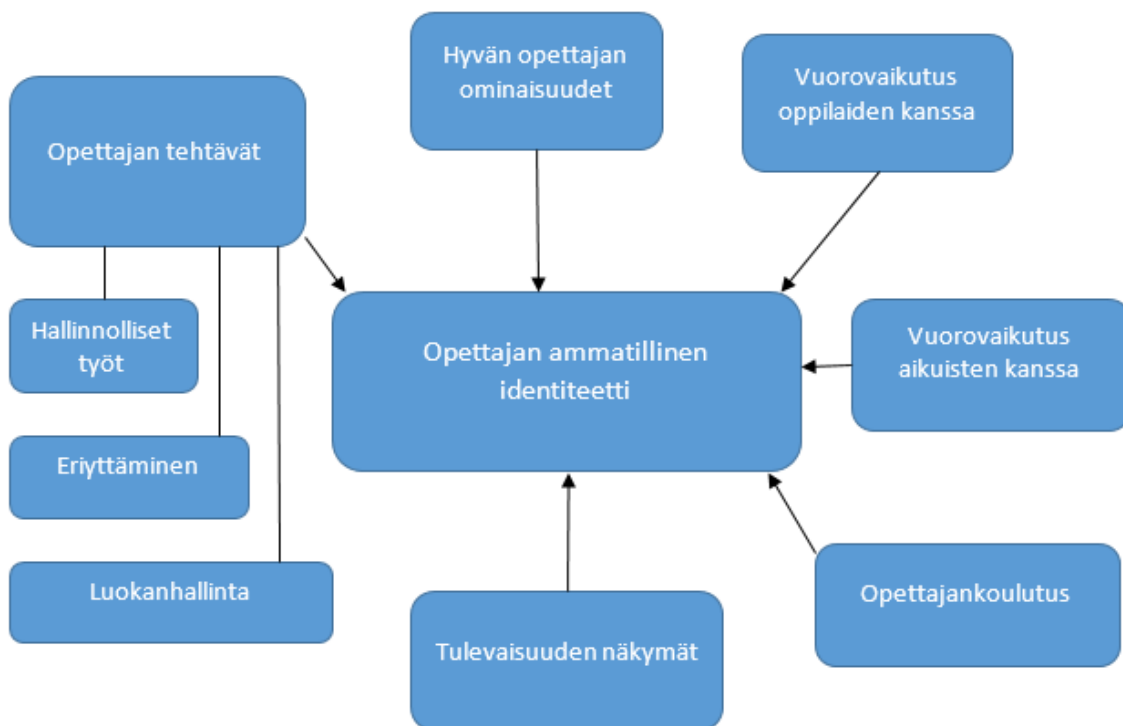 Hyvän opettajan
ominaisuudet
Vuorovaikutus
oppilaiden kanssa
Opettajan tehtävät
Hallinnolliset
työt
Opettajan ammatillinen
identiteetti
Vuorovaikutus
aikuisten kanssa
Eriyttäminen
Luokanhallinta
Opettajankoulutus
Tulevaisuuden näkymät